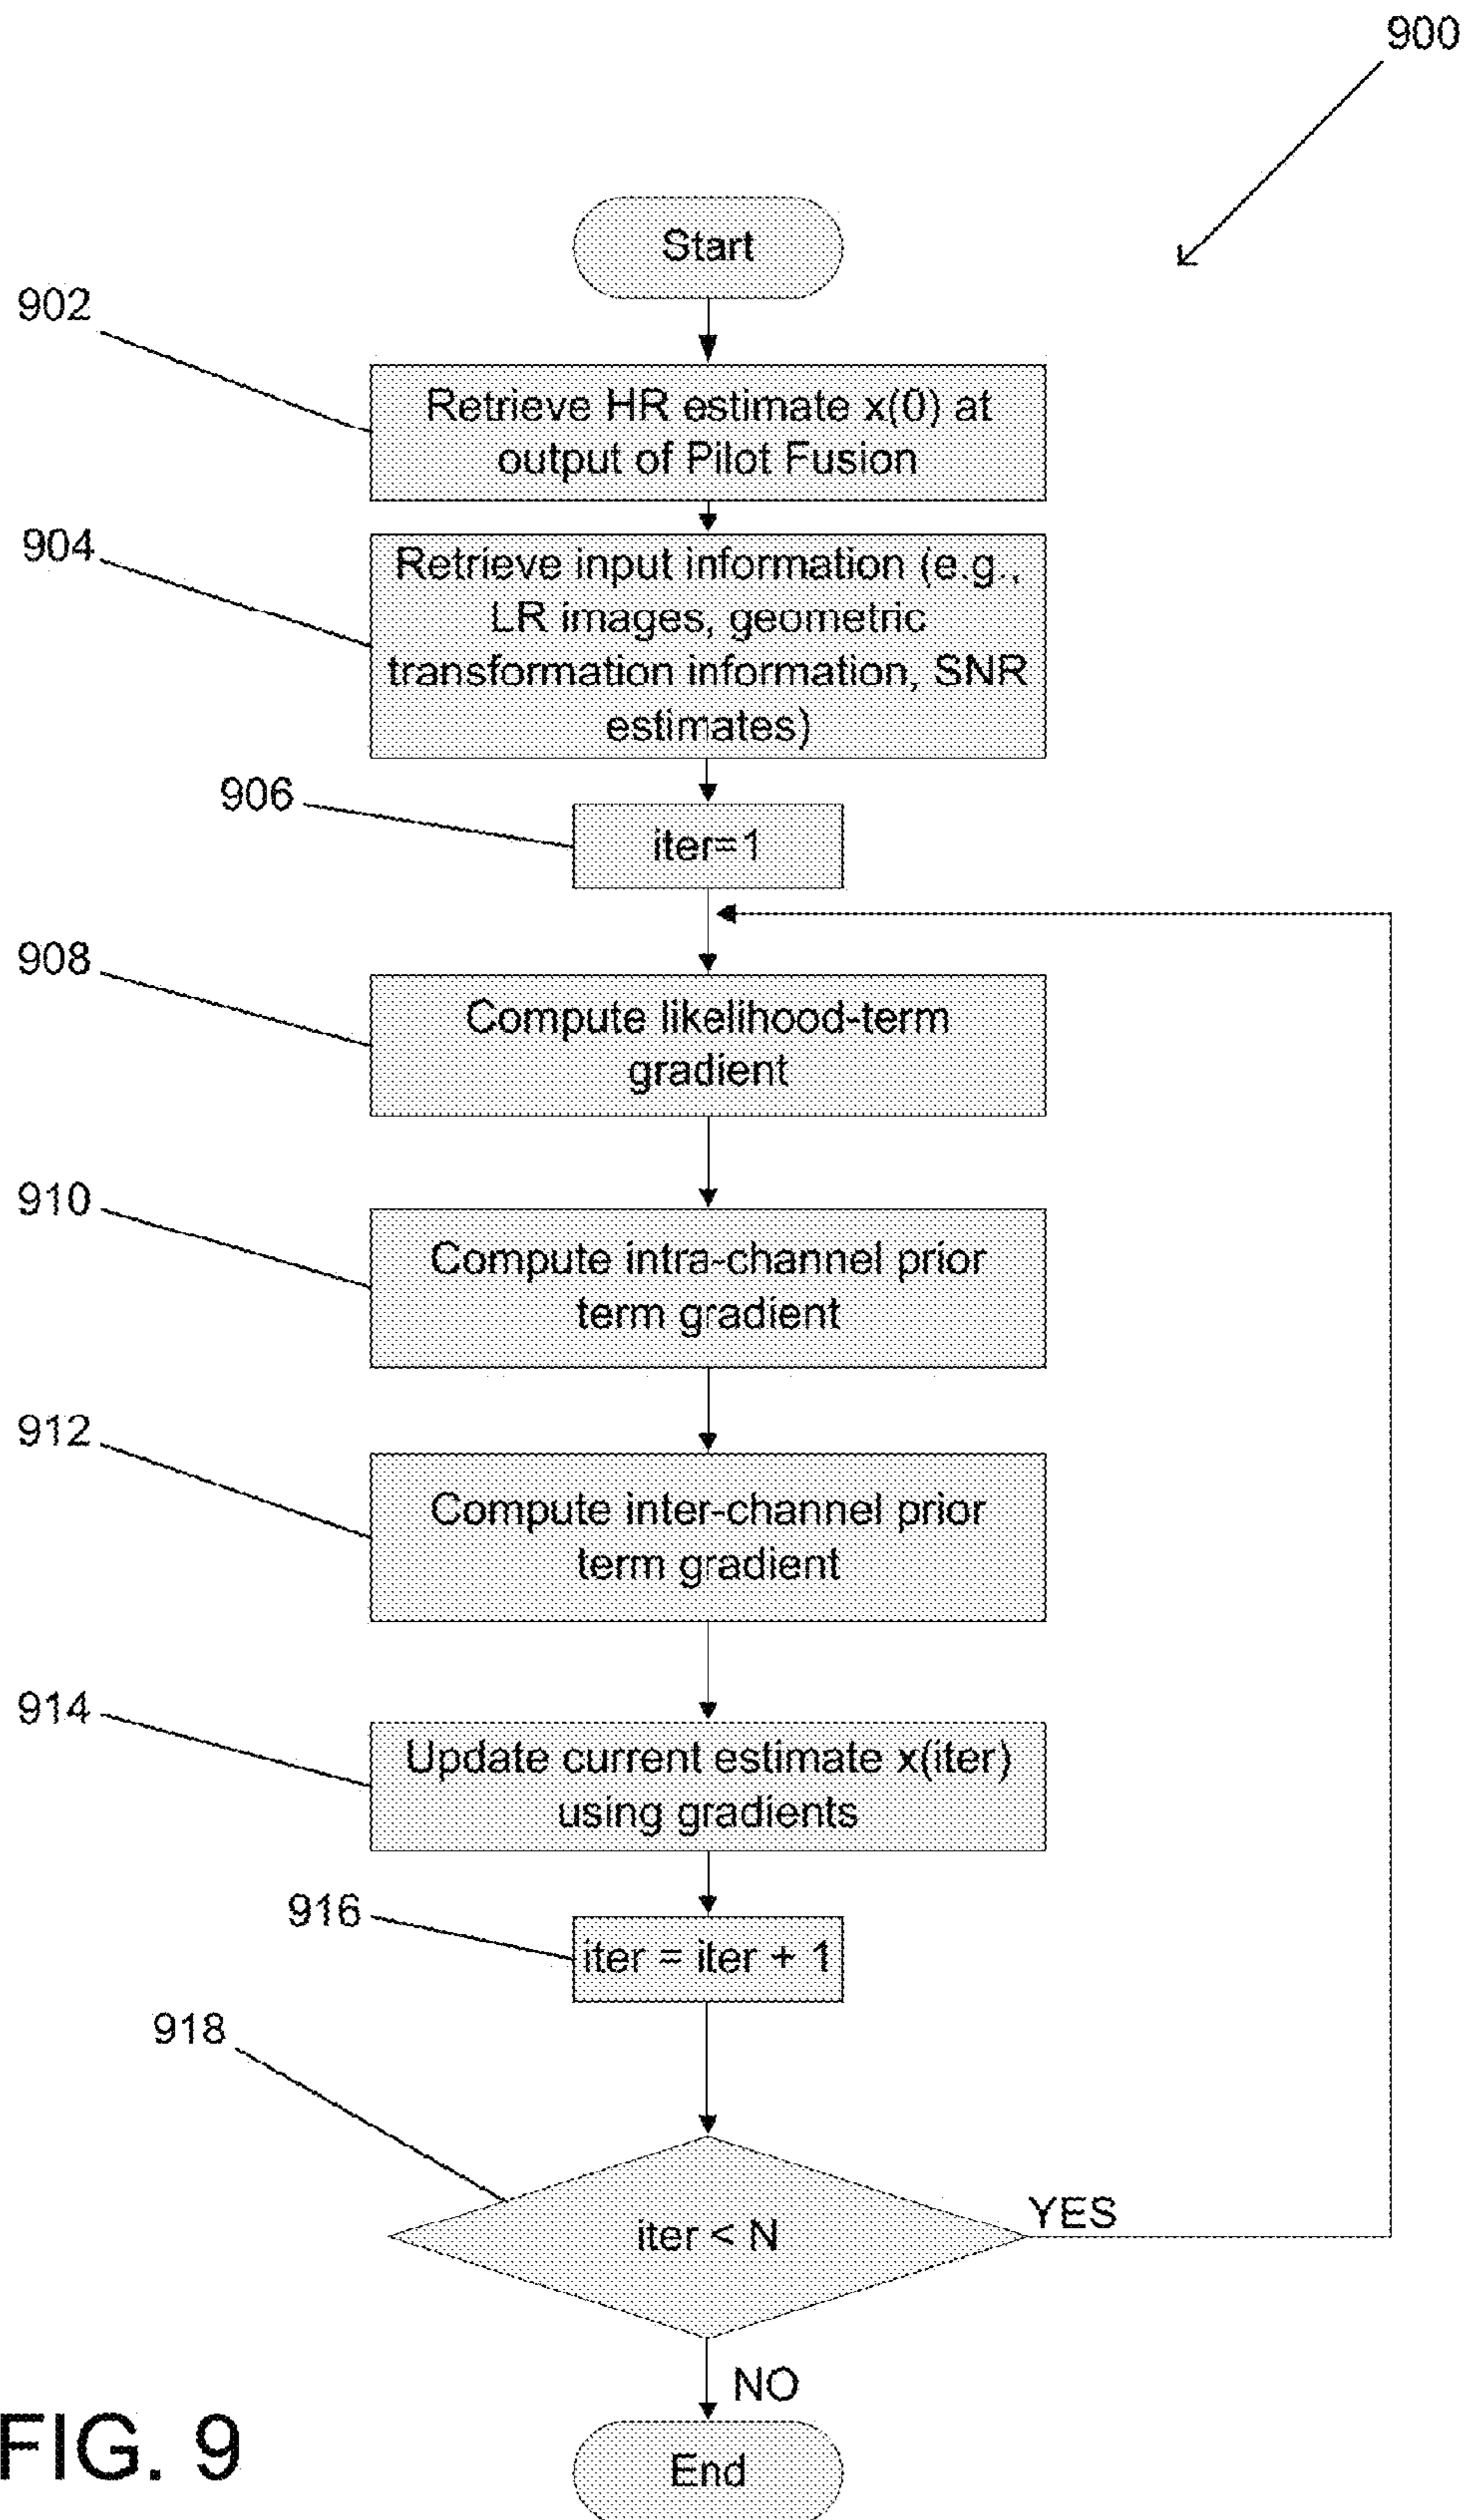 900
Start
902
Retrieve HR estimate x(0) at
output of Pilot Fusion
904
Retrieve input information (e.g.,
LR images, geometric
transformation information, SNR
estimates)
906
iter=1
908
Compute likelihood-term
gradient
910
Compute intra-channel prior
term gradient
912
Compute inter-channel prior
term gradient
914
Update current estimate x(iter)
using gradients
916
iter = iter + 1
918
iter < N
YES
NO
End
FIG. 9